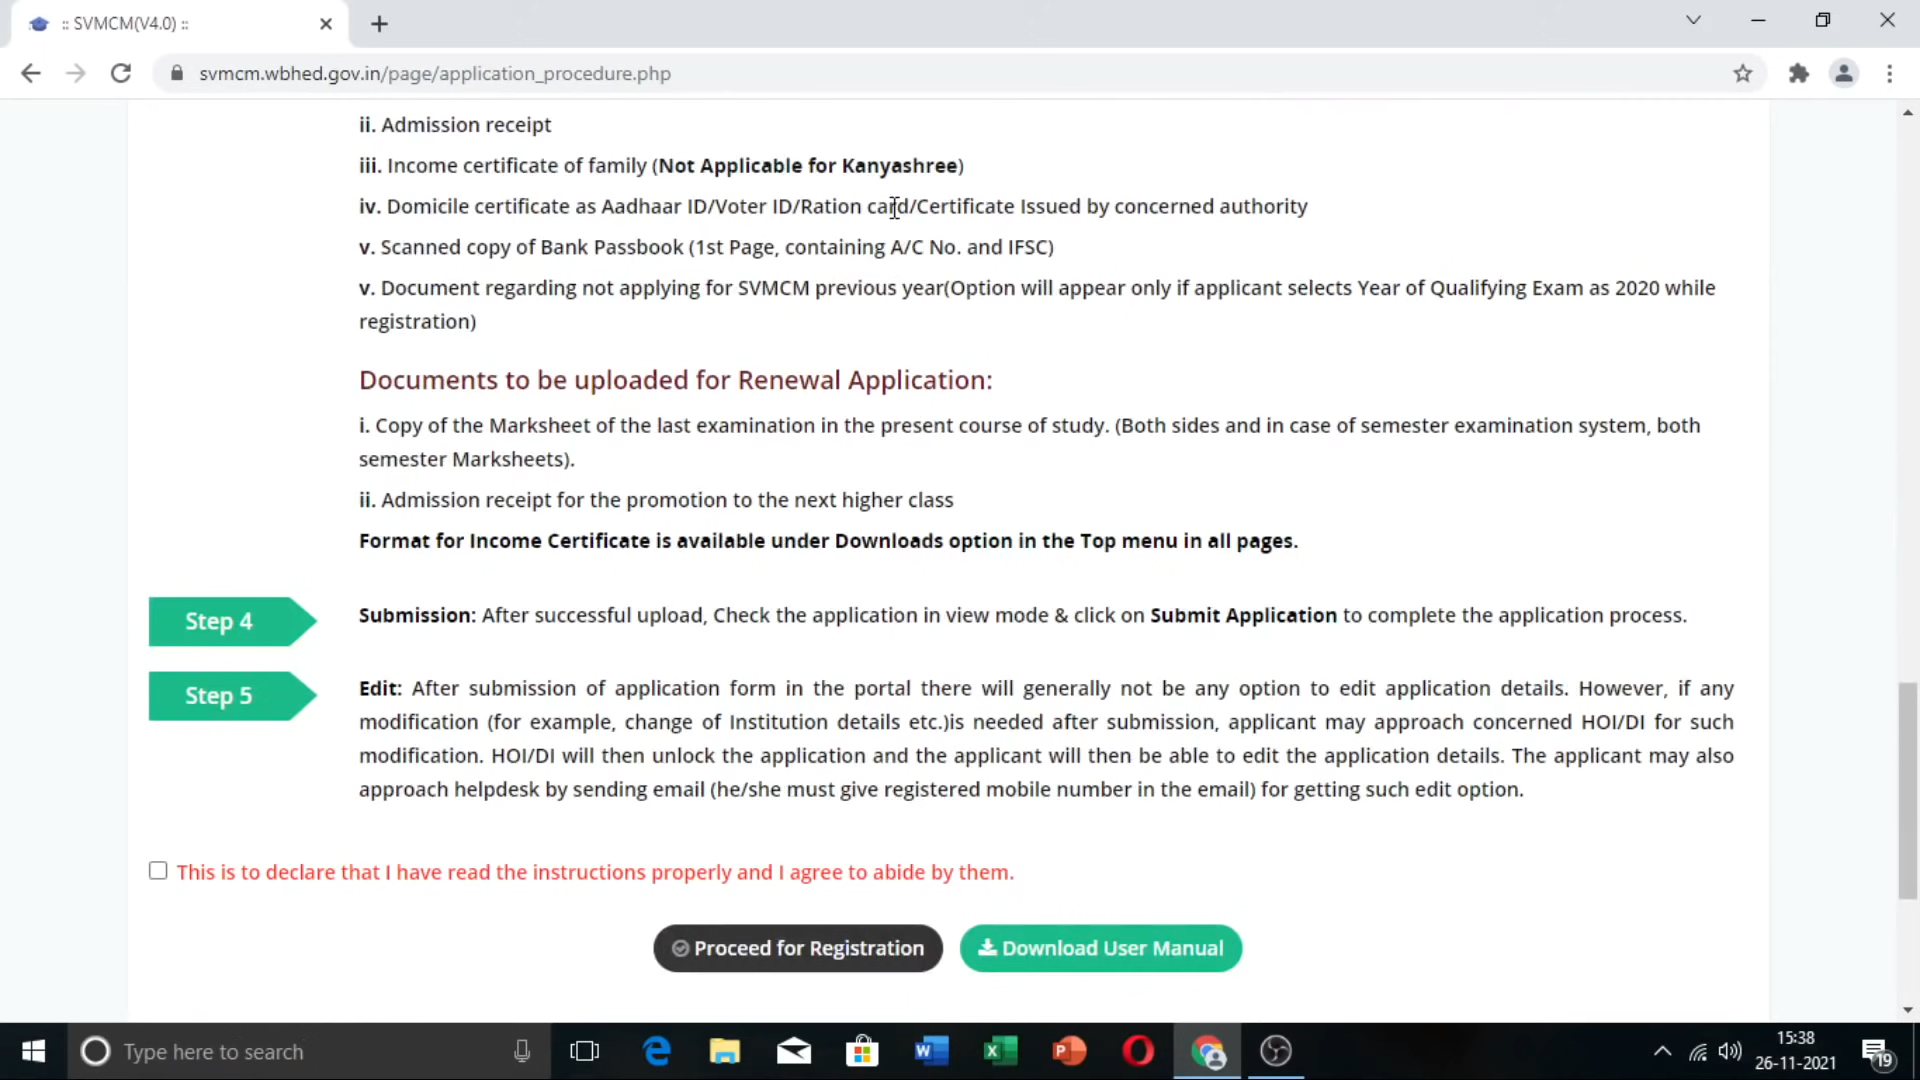 :: SVMCM(V4.0) ::
svmcm.wbhed.gov.in/page/application_procedure.php
ii. Admission receipt
iii. Income certificate of family (Not Applicable for Kanyashree)
iv. Domicile certificate as Aadhaar ID/Voter ID/Ration card/Certificate Issued by concerned authority
v. Scanned copy of Bank Passbook (1st Page, containing A/C No. and IFSC)
v. Document regarding not applying for SVMCM previous year(Option will appear only if applicant selects Year of Qualifying Exam as 2020 while
registration)
Documents to be uploaded for Renewal Application:
i. Copy of the Marksheet of the last examination in the present course of study. (Both sides and in case of semester examination system, both
semester Marksheets).
ii. Admission receipt for the promotion to the next higher class
Format for Income Certificate is available under Downloads option in the Top menu in all pages.
Step 4
Submission: After successful upload, Check the application in view mode & click on Submit Application to complete the application process.
Step 5
Edit: After submission of application form in the portal there will generally not be any option to edit application details. However, if any
modification (for example, change of Institution details etc.)is needed after submission, applicant may approach concerned HOI/DI for such
modification. HOI/DI will then unlock the application and the applicant will then be able to edit the application details. The applicant may also
approach helpdesk by sending email (he/she must give registered mobile number in the email) for getting such edit option.
This is to declare that I have read the instructions properly and I agree to abide by them.
Proceed for Registration
Download User Manual
Type here to search
15:38
26-11-2021
19